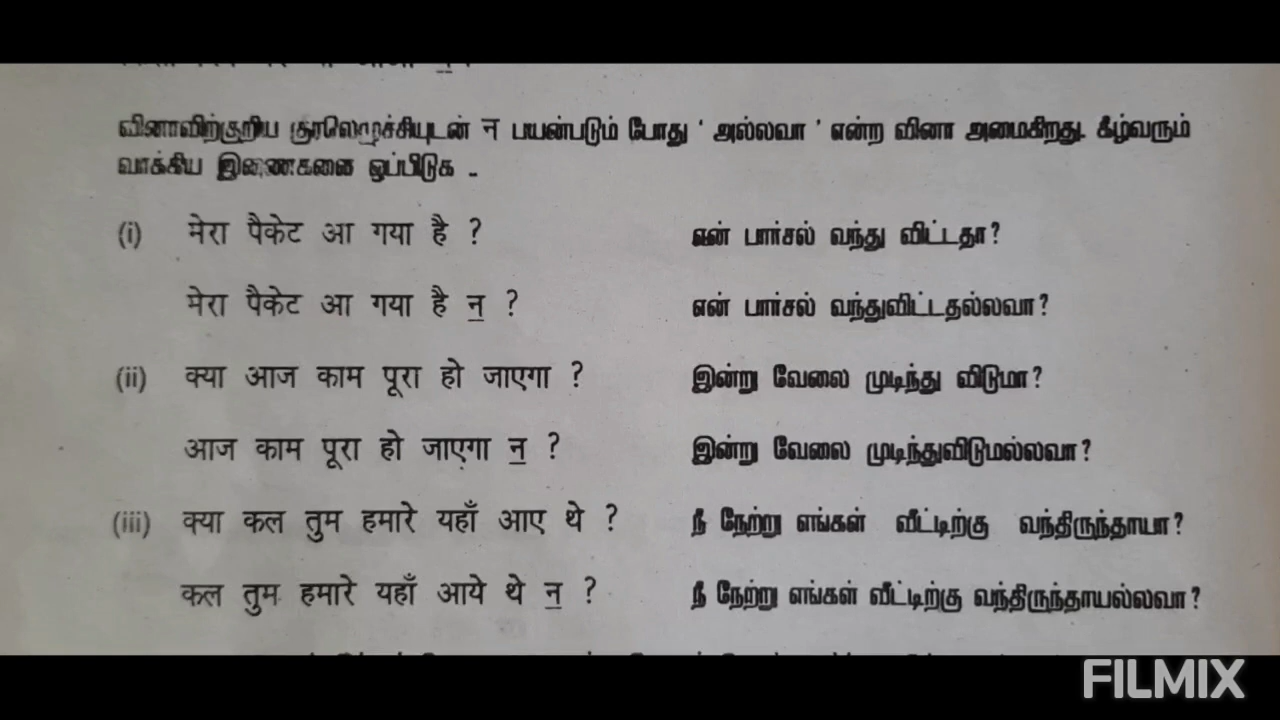 வினாவிற்குறிய குரலெழுச்சியுடன் न பயன்படும் போது ' அல்லவா ' என்ற வினா அமைகிறது. கீழ்வரும்
வாக்கிய இணைகளை ஒப்பிடுக -
(i) मेरा पैकेट आ गया है ? என் பார்சல் வந்து விட்டதா?
मेरा पैकेट आ गया है न ? என் பார்சல் வந்துவிட்டதல்லவா?
(ii) क्या आज काम पूरा हो जाएगा ? இன்று வேலை முடிந்து விடுமா?
आज काम पूरा हो जाएगा न ? இன்று வேலை முடிந்துவிடுமல்லவா?
(iii) क्या कल तुम हमारे यहाँ आए थे ? நீ நேற்று எங்கள் வீட்டிற்கு வந்திருந்தாயா?
कल तुम हमारे यहाँ आये थे न ? நீ நேற்று எங்கள் வீட்டிற்கு வந்திருந்தாயல்லவா?
FILMIX